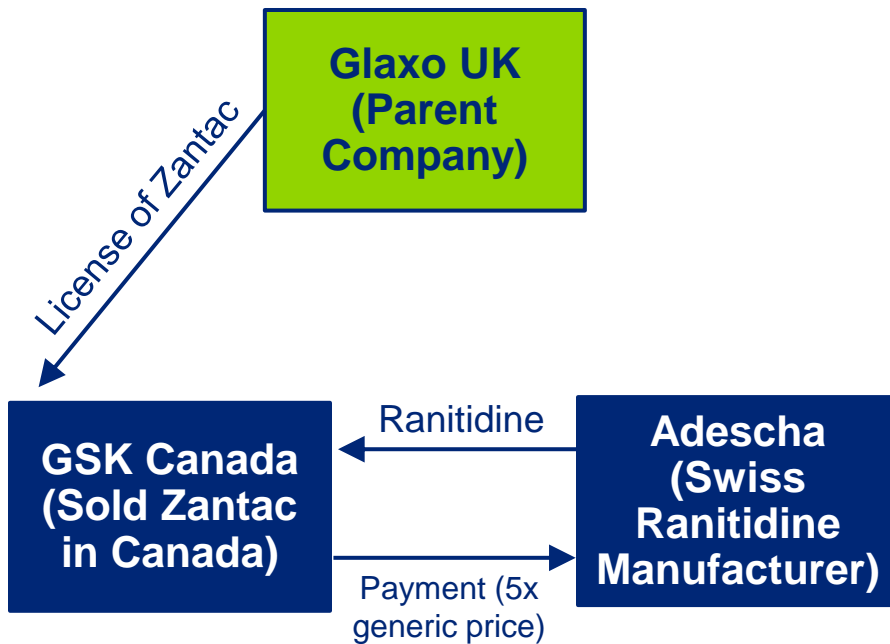 Glaxo UK
(Parent
Company)
License of Zantac
GSK Canada
(Sold Zantac
in Canada)
Ranitidine
Payment (5x
generic price)
Adescha
(Swiss
Ranitidine
Manufacturer)